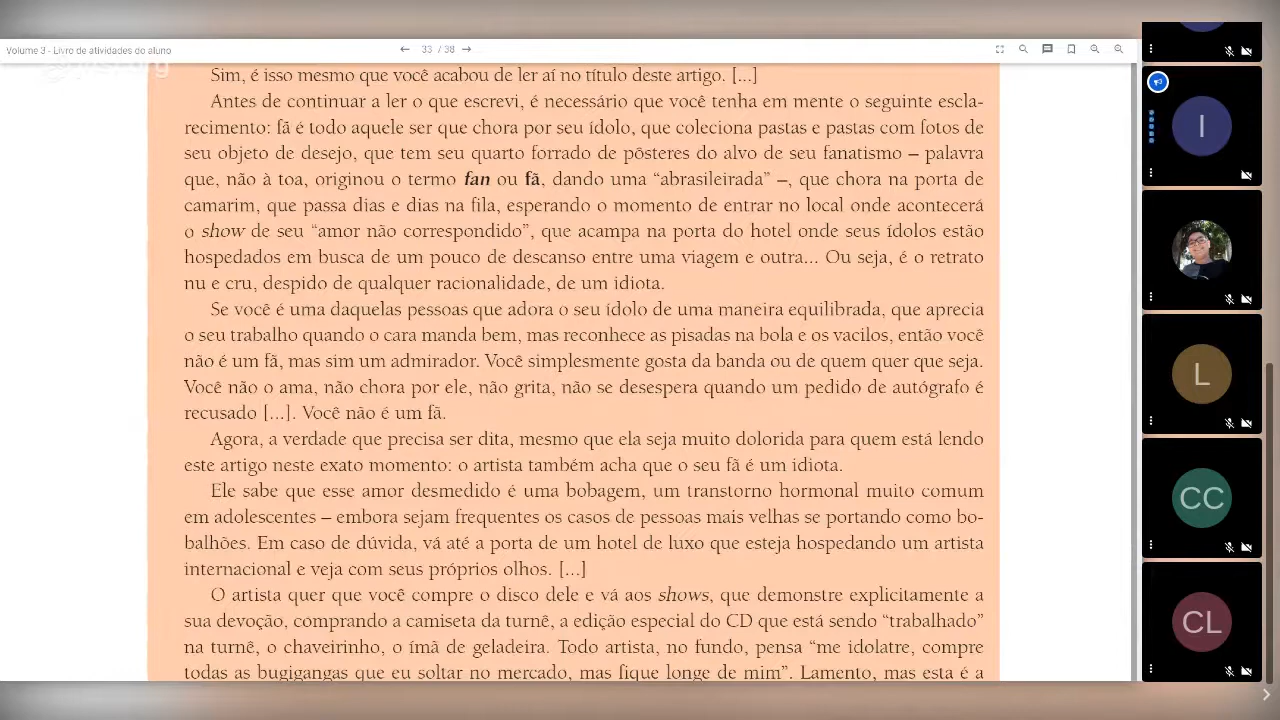 Volume 3 - Livro de atividades do aluno
33 / 38
Sim, é isso mesmo que você acabou de ler aí no título deste artigo. [...]
Antes de continuar a ler o que escrevi, é necessário que você tenha em mente o seguinte escla-
recimento: fã é todo aquele ser que chora por seu ídolo, que coleciona pastas e pastas com fotos de
seu objeto de desejo, que tem seu quarto forrado de pôsteres do alvo de seu fanatismo – palavra
que, não à toa, originou o termo fan ou fã, dando uma “abrasileirada” –, que chora na porta de
camarim, que passa dias e dias na fila, esperando o momento de entrar no local onde acontecerá
o show de seu “amor não correspondido”, que acampa na porta do hotel onde seus ídolos estão
hospedados em busca de um pouco de descanso entre uma viagem e outra... Ou seja, é o retrato
nu e cru, despido de qualquer racionalidade, de um idiota.
Se você é uma daquelas pessoas que adora o seu ídolo de uma maneira equilibrada, que aprecia
o seu trabalho quando o cara manda bem, mas reconhece as pisadas na bola e os vacilos, então você
não é um fã, mas sim um admirador. Você simplesmente gosta da banda ou de quem quer que seja.
Você não o ama, não chora por ele, não grita, não se desespera quando um pedido de autógrafo é
recusado [...]. Você não é um fã.
Agora, a verdade que precisa ser dita, mesmo que ela seja muito dolorida para quem está lendo
este artigo neste exato momento: o artista também acha que o seu fã é um idiota.
Ele sabe que esse amor desmedido é uma bobagem, um transtorno hormonal muito comum
em adolescentes – embora sejam frequentes os casos de pessoas mais velhas se portando como bo-
balhões. Em caso de dúvida, vá até a porta de um hotel de luxo que esteja hospedando um artista
internacional e veja com seus próprios olhos. [...]
O artista quer que você compre o disco dele e vá aos shows, que demonstre explicitamente a
sua devoção, comprando a camiseta da turnê, a edição especial do CD que está sendo “trabalhado”
na turnê, o chaveirinho, o ímã de geladeira. Todo artista, no fundo, pensa “me idolatre, compre
todas as bugigangas que eu soltar no mercado, mas fique longe de mim”. Lamento, mas esta é a
I
L
CC
CL